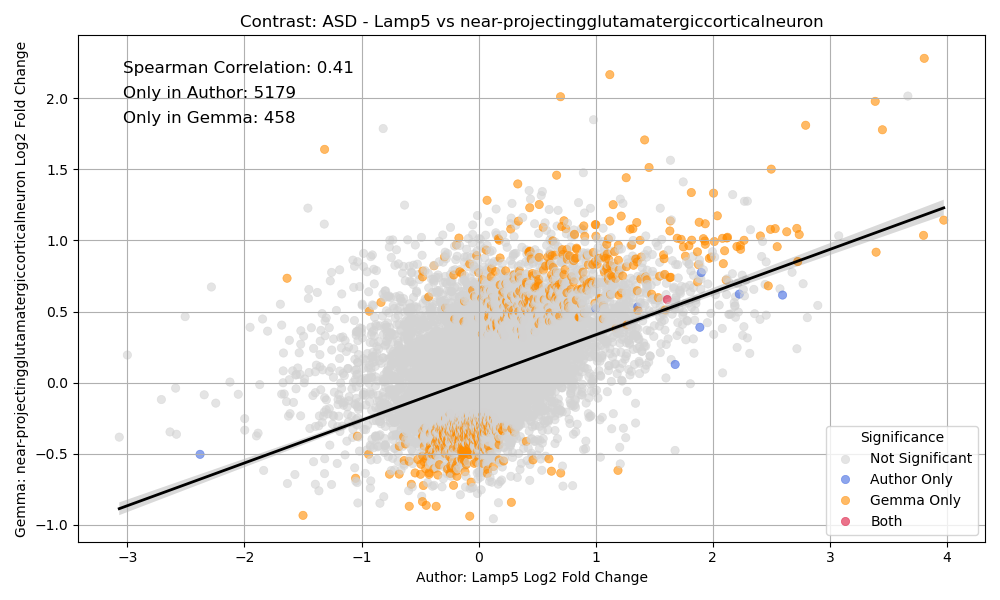 Contrast: ASD - Lamp5 vs near-projectingglutamatergiccorticalneuron
Spearman Correlation: 0.41
Only in Author: 5179
Only in Gemma: 458
Gemma: near-projectingglutamatergiccorticalneuron Log2 Fold Change
2.0
1.5
1.0
0.5
0.0
−0.5
−1.0
Significance
Not Significant
Author Only
Gemma Only
Both
−3
−2
−1
0
1
2
3
4
Author: Lamp5 Log2 Fold Change